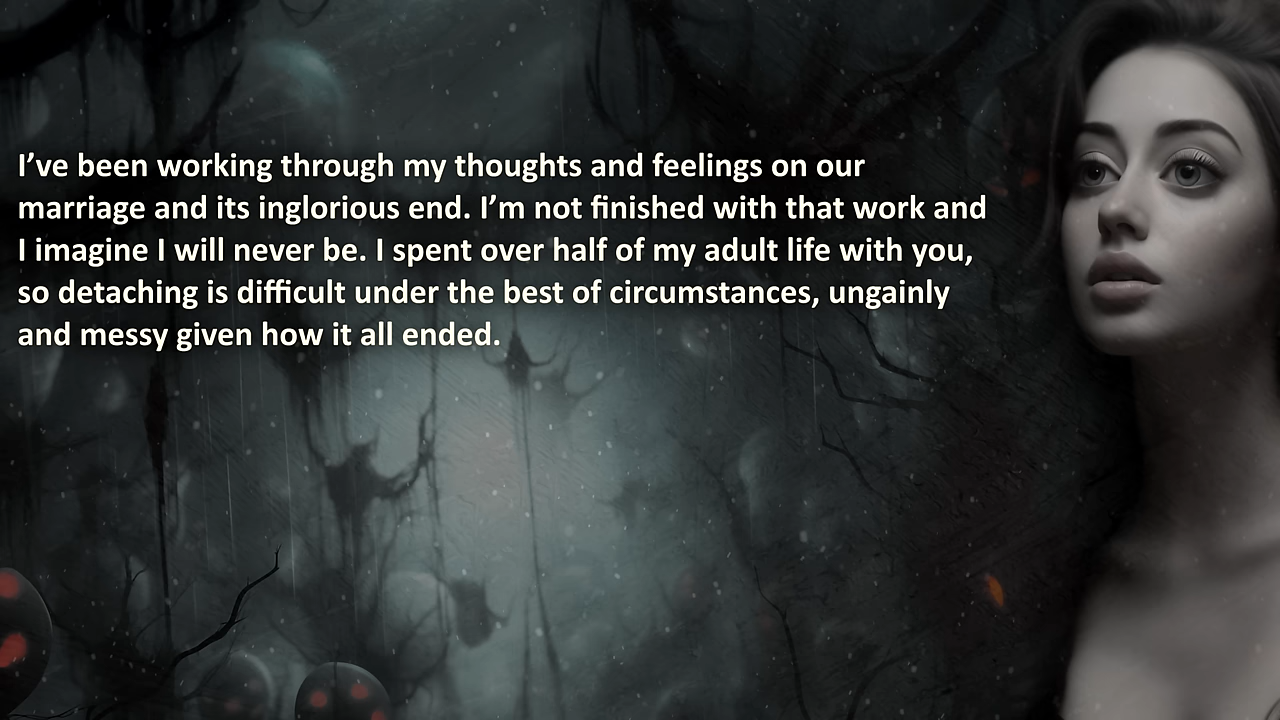 I’ve been working through my thoughts and feelings on our
marriage and its inglorious end. I’m not finished with that work and
I imagine I will never be. I spent over half of my adult life with you,
so detaching is difficult under the best of circumstances, ungainly
and messy given how it all ended.